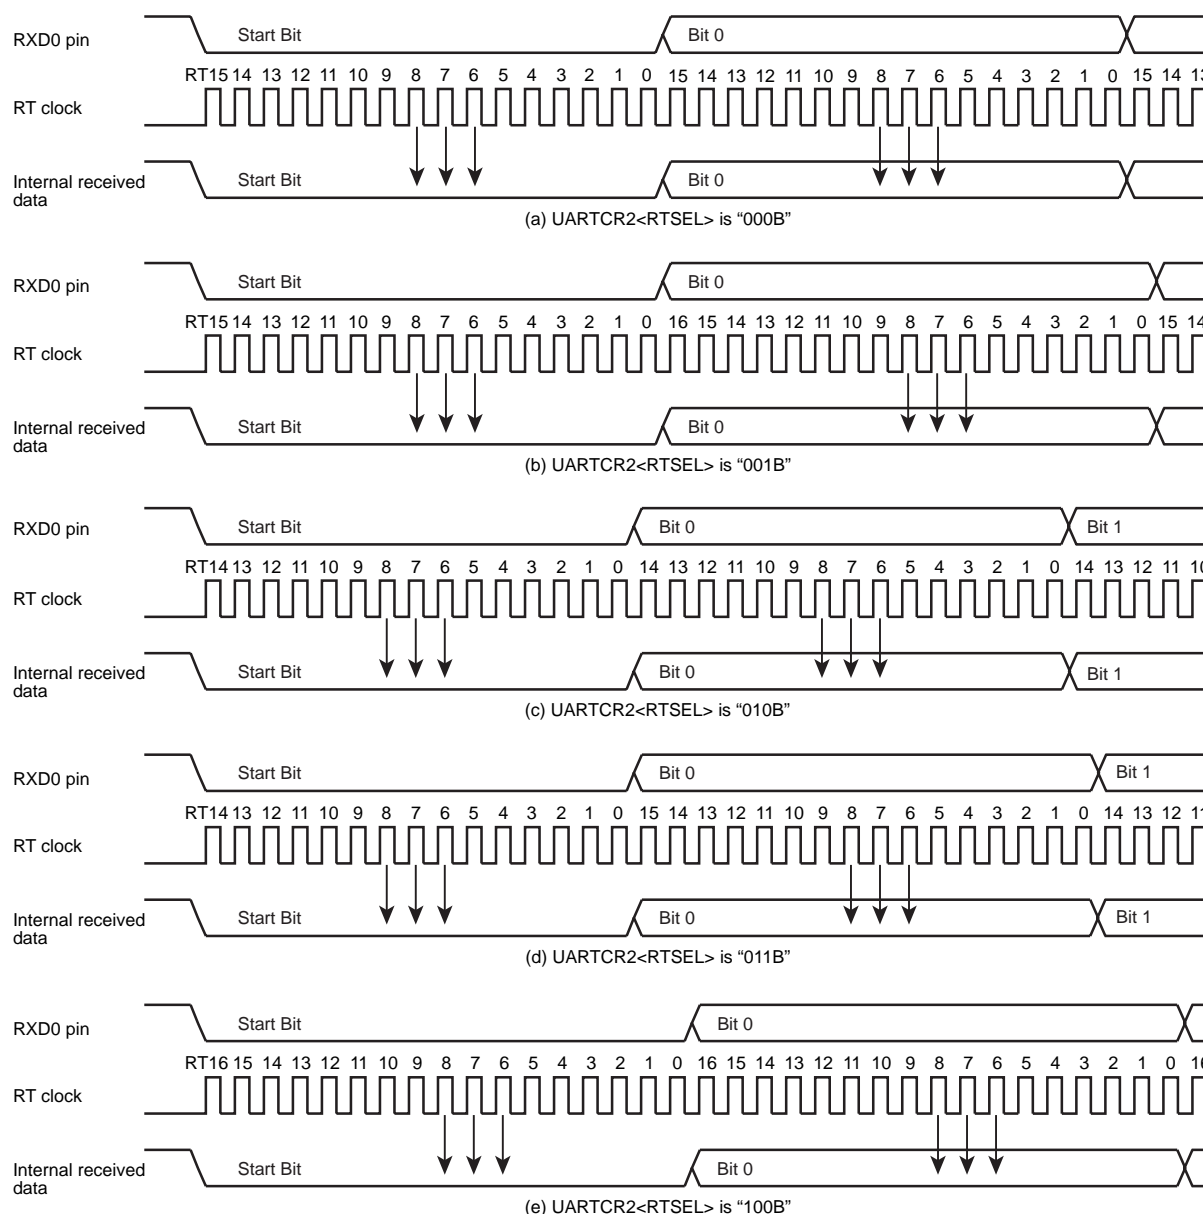 RXD0 pin Start Bit Bit 0
RT15 14 13 12 11 10 9 8 7 6 5 4 3 2 1 0 15 14 13 12 11 10 9 8 7 6 5 4 3 2 1 0 15 14 13
RT clock
Internal received data Start Bit Bit 0
(a) UARTCR2<RTSEL> is “000B”
RXD0 pin Start Bit Bit 0
RT15 14 13 12 11 10 9 8 7 6 5 4 3 2 1 0 16 15 14 13 12 11 10 9 8 7 6 5 4 3 2 1 0 15 14
RT clock
Internal received data Start Bit Bit 0
(b) UARTCR2<RTSEL> is “001B”
RXD0 pin Start Bit Bit 0 Bit 1
RT14 13 12 11 10 9 8 7 6 5 4 3 2 1 0 14 13 12 11 10 9 8 7 6 5 4 3 2 1 0 14 13 12 11 10
RT clock
Internal received data Start Bit Bit 0 Bit 1
(c) UARTCR2<RTSEL> is “010B”
RXD0 pin Start Bit Bit 0 Bit 1
RT14 13 12 11 10 9 8 7 6 5 4 3 2 1 0 15 14 13 12 11 10 9 8 7 6 5 4 3 2 1 0 14 13 12 11
RT clock
Internal received data Start Bit Bit 0 Bit 1
(d) UARTCR2<RTSEL> is “011B”
RXD0 pin Start Bit Bit 0
RT16 15 14 13 12 11 10 9 8 7 6 5 4 3 2 1 0 16 15 14 13 12 11 10 9 8 7 6 5 4 3 2 1 0 16
RT clock
Internal received data Start Bit Bit 0
(e) UARTCR2<RTSEL> is “100B”